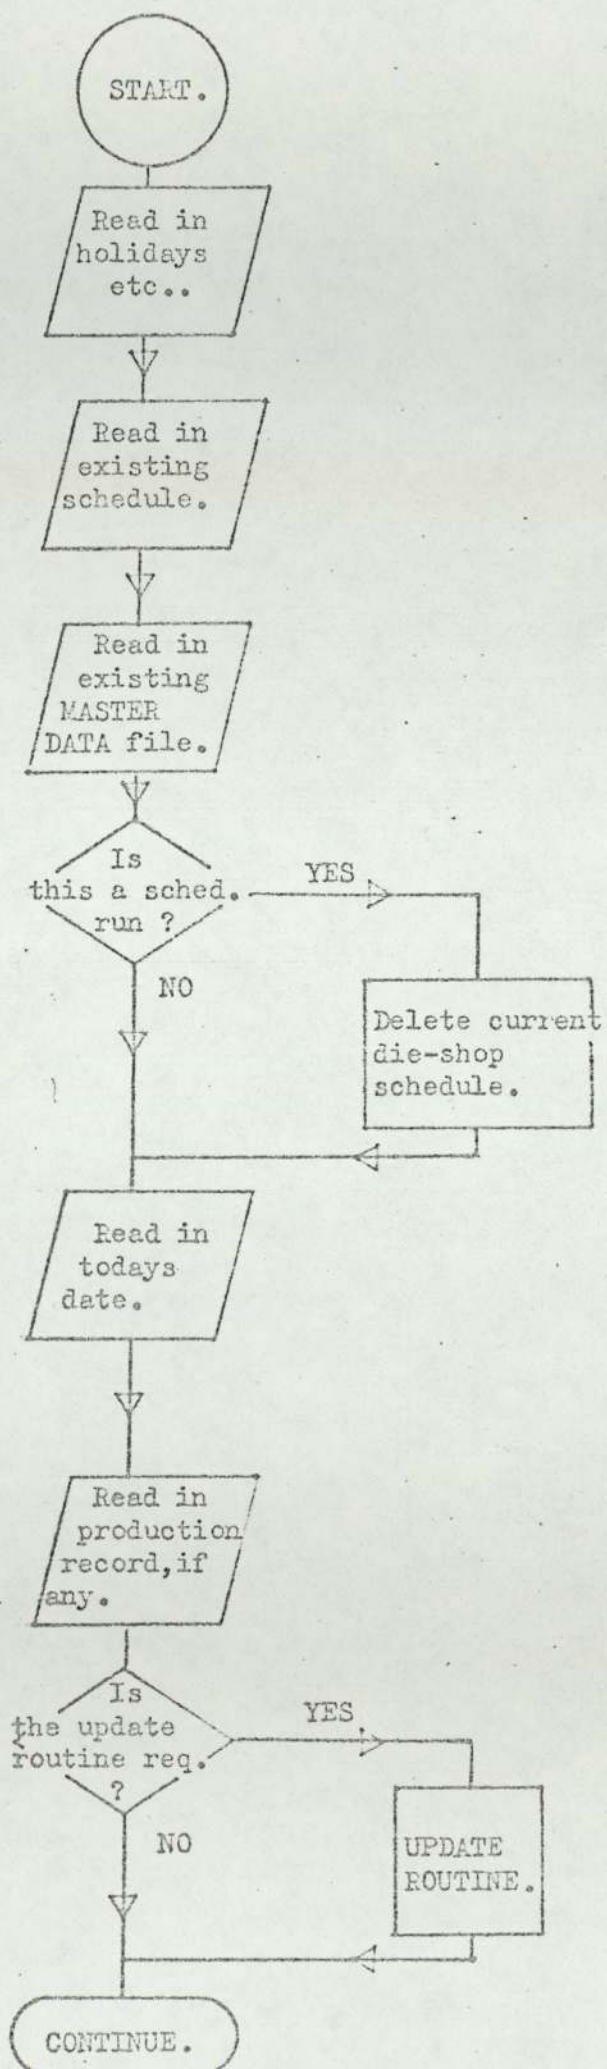 START.
Read in
holidays
etc..
Read in
existing
schedule.
Read in
existing
MASTER
DATA file.
Is
this a sched.
run ?
YES
NO
Delete current
die-shop
schedule.
Read in
todays
date.
Read in
production
record,if
any.
Is
the update
routine req.
?
YES
NO
UPDATE
ROUTINE.
CONTINUE.